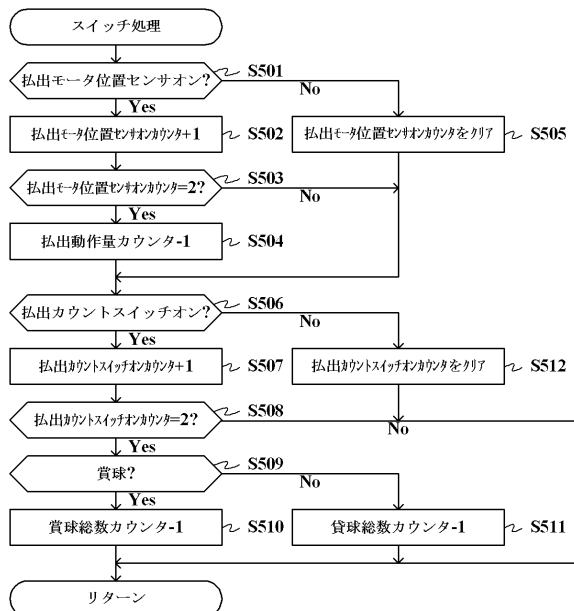 スイッチ処理
払出モータ位置センサオン?
S501
No
Yes
払出ﾓｰﾀ位置ｾﾝｻｵﾝｶｳﾝﾀ+1
S502
払出ﾓｰﾀ位置ｾﾝｻｵﾝｶｳﾝﾀをクリア
S505
払出ﾓｰﾀ位置ｾﾝｻｵﾝｶｳﾝﾀ=2?
S503
No
Yes
払出動作量カウンタ-1
S504
払出カウントスイッチオン?
S506
No
Yes
払出ｶｳﾝﾄｽｲｯﾁｵﾝｶｳﾝﾀ+1
S507
払出ｶｳﾝﾄｽｲｯﾁｵﾝｶｳﾝﾀをクリア
S512
払出ｶｳﾝﾄｽｲｯﾁｵﾝｶｳﾝﾀ=2?
S508
No
Yes
賞球?
S509
No
Yes
賞球総数カウンタ-1
S510
貸球総数カウンタ-1
S511
リターン